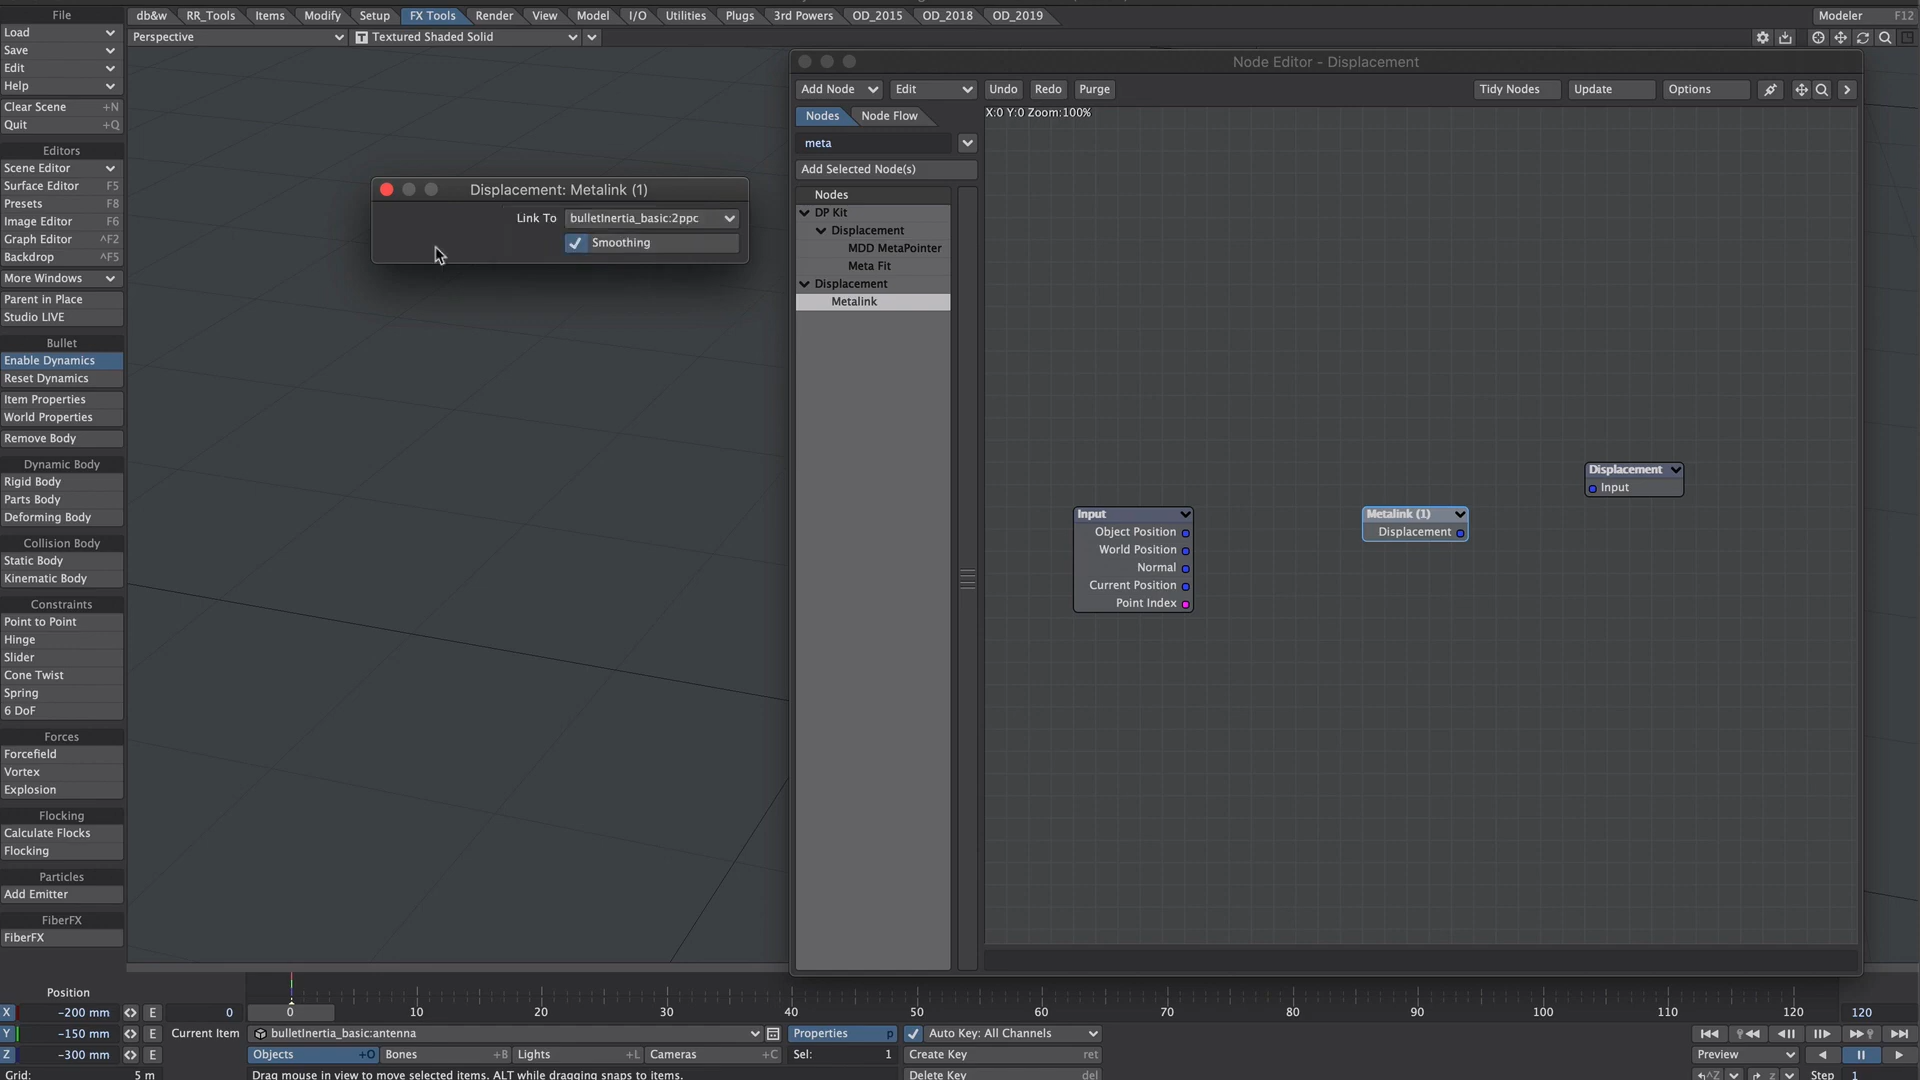 File
db&w
RR_Tools
Items
Modify
Setup
FX Tools
Render
View
Model
I/O
Utilities
Plugs
3rd Powers
OD_2015
OD_2018
OD_2019
Modeler F12
Load
Perspective
Textured Shaded Solid
Save
Edit
Help
Clear Scene +N
Quit +Q
Editors
Scene Editor
Surface Editor F5
Presets F8
Image Editor F6
Graph Editor ^F2
Backdrop ^F5
More Windows
Parent in Place
Studio LIVE
Bullet
Enable Dynamics
Reset Dynamics
Item Properties
World Properties
Remove Body
Dynamic Body
Rigid Body
Parts Body
Deforming Body
Collision Body
Static Body
Kinematic Body
Constraints
Point to Point
Hinge
Slider
Cone Twist
Spring
6 DoF
Forces
Forcefield
Vortex
Explosion
Flocking
Calculate Flocks
Flocking
Particles
Add Emitter
FiberFX
FiberFX
Displacement: Metalink (1)
Link To bulletInertia_basic:2ppc
Smoothing
Node Editor - Displacement
Add Node
Edit
Undo
Redo
Purge
Tidy Nodes
Update
Options
Nodes
Node Flow
X:0 Y:0 Zoom:100%
meta
Add Selected Node(s)
Nodes
DP Kit
Displacement
MDD MetaPointer
Meta Fit
Displacement
Metalink
Input
Object Position
World Position
Normal
Current Position
Point Index
Metalink (1)
Displacement
Displacement
Input
Position
X -200 mm E 0
0 10 20 30 40 50 60 70 80 90 100 110 120 120
Y -150 mm E Current Item bulletInertia_basic:antenna Properties p Auto Key: All Channels
Z -300 mm E Objects +O Bones +B Lights +L Cameras +C Sel: 1 Create Key ret Preview
Grid: 5 m Drag mouse in view to move selected items. ALT while dragging snaps to items. Delete Key del ^Z z Step 1